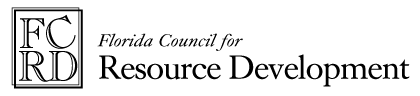 FC
RD
Florida Council for
Resource Development